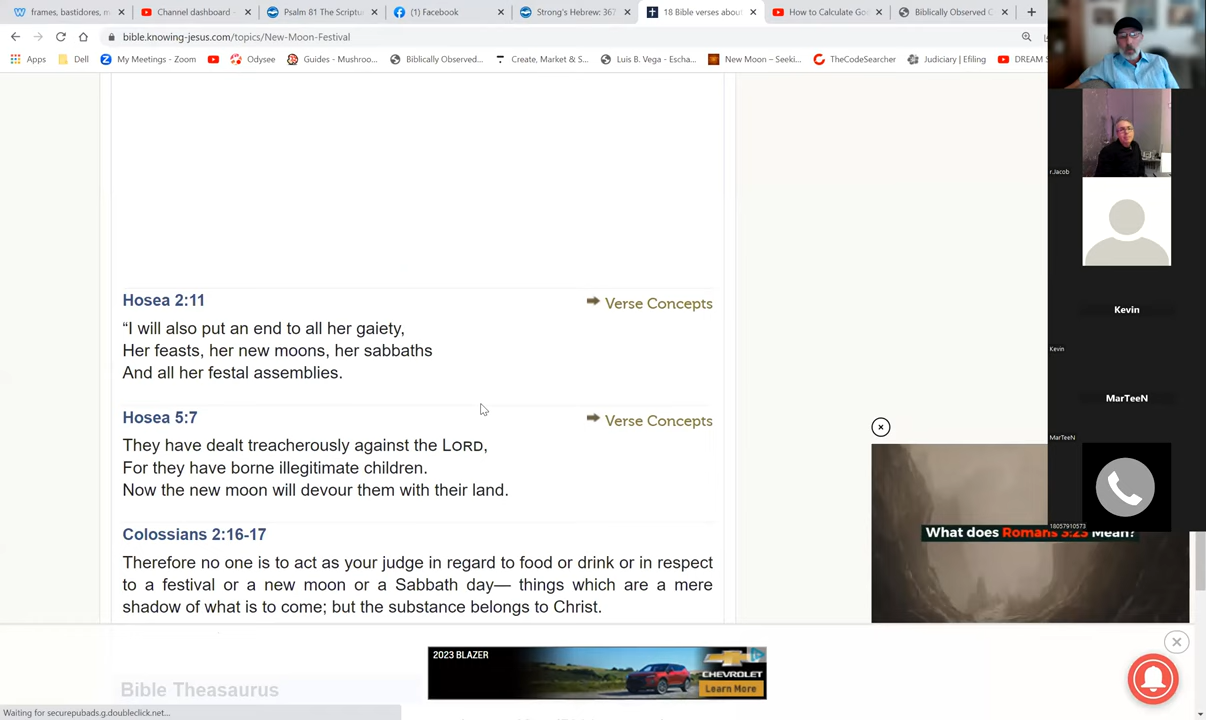 frames, bastidores, m
Channel dashboard -
Psalm 81 The Scriptu
(1) Facebook
Strong's Hebrew: 367
18 Bible verses about
How to Calculate God
Biblically Observed C
bible.knowing-jesus.com/topics/New-Moon-Festival
Apps
Dell
My Meetings - Zoom
Odysee
Guides - Mushroo...
Biblically Observed...
Create, Market & S...
Luis B. Vega - Escha...
New Moon – Seeki...
TheCodeSearcher
Judiciary | Efiling
DREAM S
r.Jacob
Hosea 2:11
Verse Concepts
“I will also put an end to all her gaiety,
Her feasts, her new moons, her sabbaths
And all her festal assemblies.
Kevin
Kevin
MarTeeN
MarTeeN
Hosea 5:7
Verse Concepts
They have dealt treacherously against the LORD,
For they have borne illegitimate children.
Now the new moon will devour them with their land.
18057910573
What does Romans 3:23 Mean?
Colossians 2:16-17
Therefore no one is to act as your judge in regard to food or drink or in respect
to a festival or a new moon or a Sabbath day— things which are a mere
shadow of what is to come; but the substance belongs to Christ.
2023 BLAZER
CHEVROLET
Learn More
Bible Theasaurus
Waiting for securepubads.g.doubleclick.net...